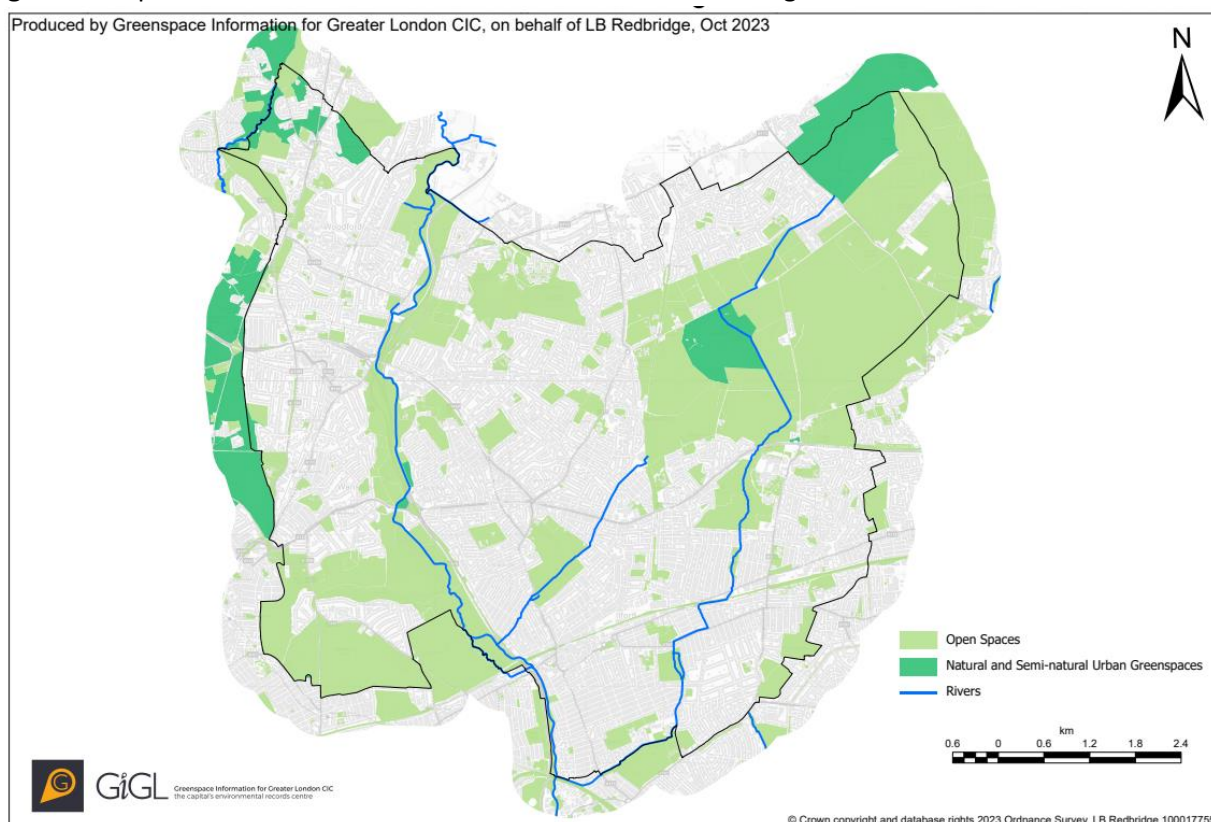 Produced by Greenspace Information for Greater London CIC, on behalf of LB Redbridge, Oct 2023
N
Open Spaces
Natural and Semi-natural Urban Greenspaces
Rivers
km
0.6 0 0.6 1.2 1.8 2.4
G
GiGL
Greenspace Information for Greater London CIC
the capital's environmental records centre
© Crown copyright and database rights 2023 Ordnance Survey, LB Redbridge 100017755